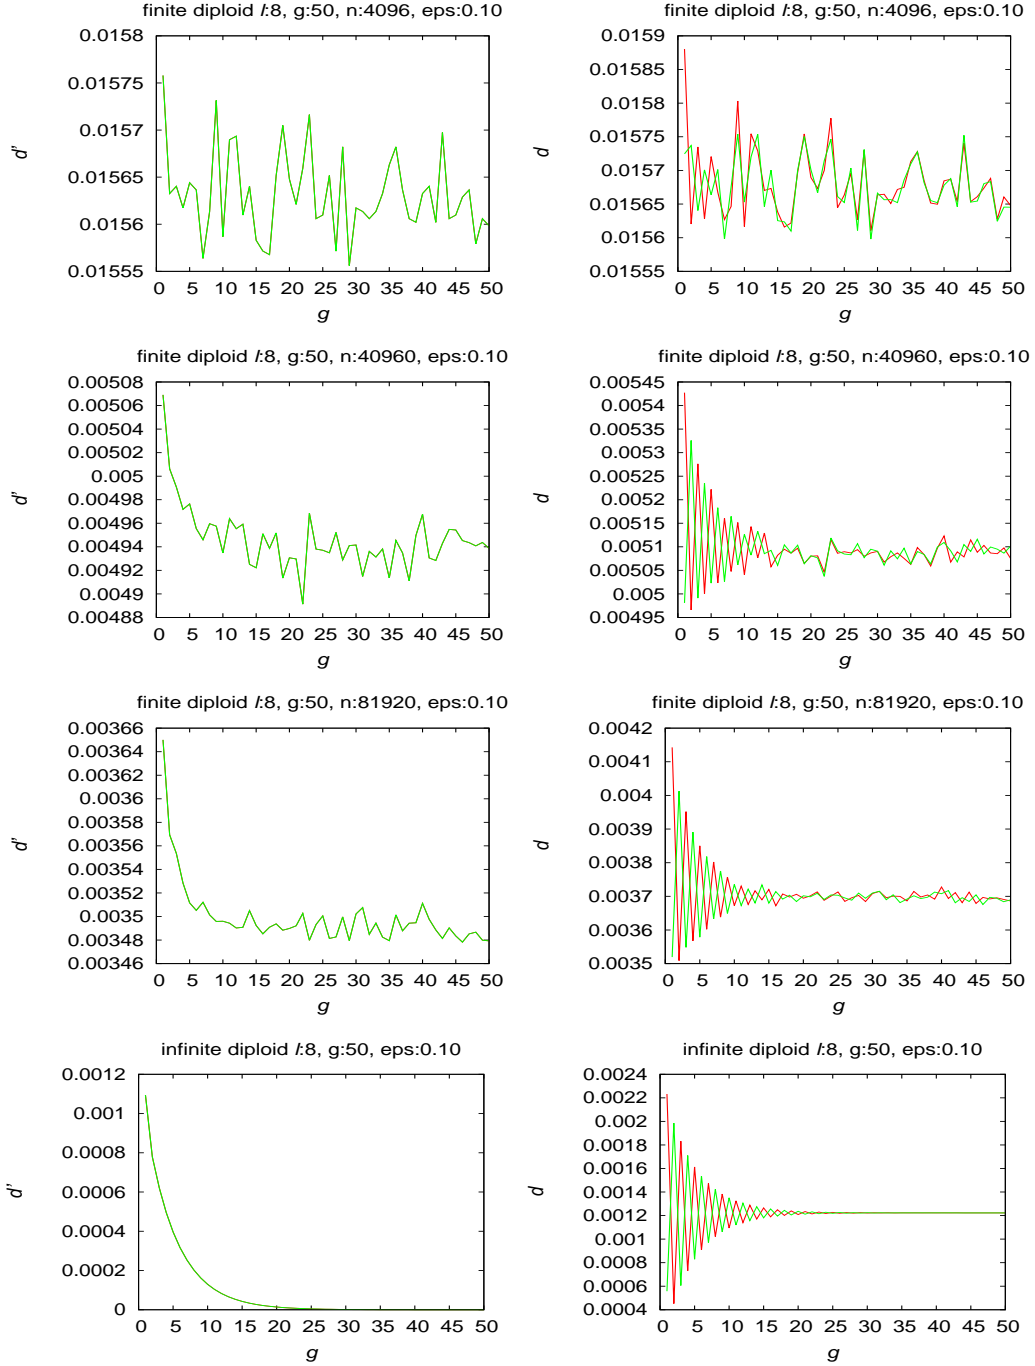 finite diploid l:8, g:50, n:4096, eps:0.10
0.0158
0.01575
0.0157
0.01565
0.0156
0.01555
d'
0 5 10 15 20 25 30 35 40 45 50
g
finite diploid l:8, g:50, n:4096, eps:0.10
0.0159
0.01585
0.0158
0.01575
0.0157
0.01565
0.0156
0.01555
d
0 5 10 15 20 25 30 35 40 45 50
g
finite diploid l:8, g:50, n:40960, eps:0.10
0.00508
0.00506
0.00504
0.00502
0.005
0.00498
0.00496
0.00494
0.00492
0.0049
0.00488
d'
0 5 10 15 20 25 30 35 40 45 50
g
finite diploid l:8, g:50, n:40960, eps:0.10
0.00545
0.0054
0.00535
0.0053
0.00525
0.0052
0.00515
0.0051
0.00505
0.005
0.00495
d
0 5 10 15 20 25 30 35 40 45 50
g
finite diploid l:8, g:50, n:81920, eps:0.10
0.00366
0.00364
0.00362
0.0036
0.00358
0.00356
0.00354
0.00352
0.0035
0.00348
0.00346
d'
0 5 10 15 20 25 30 35 40 45 50
g
finite diploid l:8, g:50, n:81920, eps:0.10
0.0042
0.0041
0.004
0.0039
0.0038
0.0037
0.0036
0.0035
d
0 5 10 15 20 25 30 35 40 45 50
g
infinite diploid l:8, g:50, eps:0.10
0.0012
0.001
0.0008
0.0006
0.0004
0.0002
0
d'
0 5 10 15 20 25 30 35 40 45 50
g
infinite diploid l:8, g:50, eps:0.10
0.0024
0.0022
0.002
0.0018
0.0016
0.0014
0.0012
0.001
0.0008
0.0006
0.0004
d
0 5 10 15 20 25 30 35 40 45 50
g